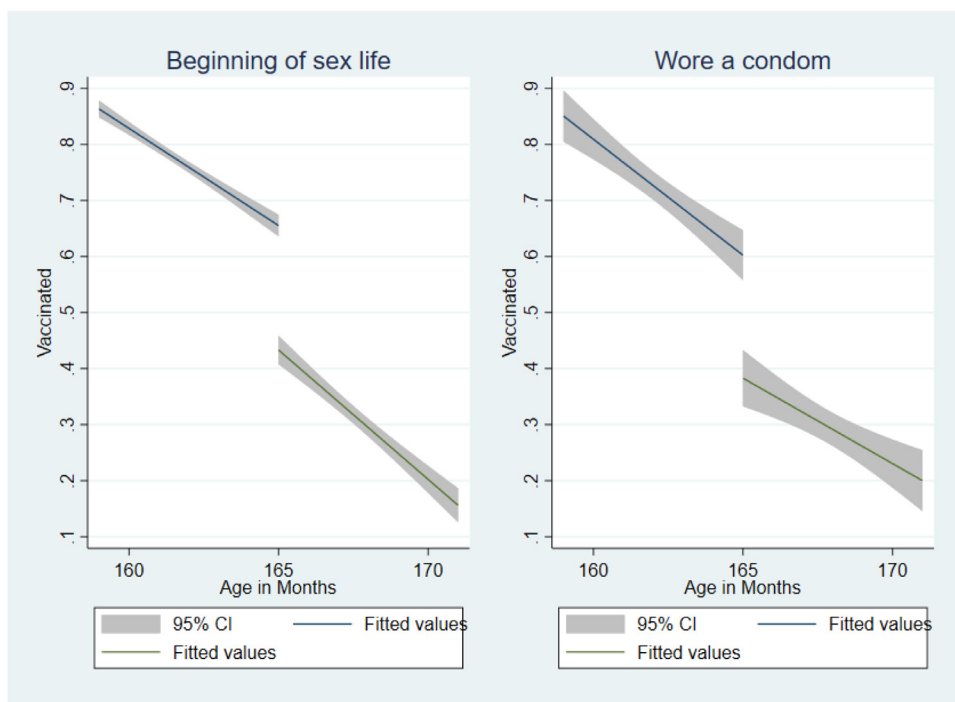 Beginning of sex life
Vaccinated
.9
.8
.7
.6
.5
.4
.3
.2
.1
160 165 170
Age in Months
95% CI Fitted values
Fitted values
Wore a condom
Vaccinated
.9
.8
.7
.6
.5
.4
.3
.2
.1
160 165 170
Age in Months
95% CI Fitted values
Fitted values